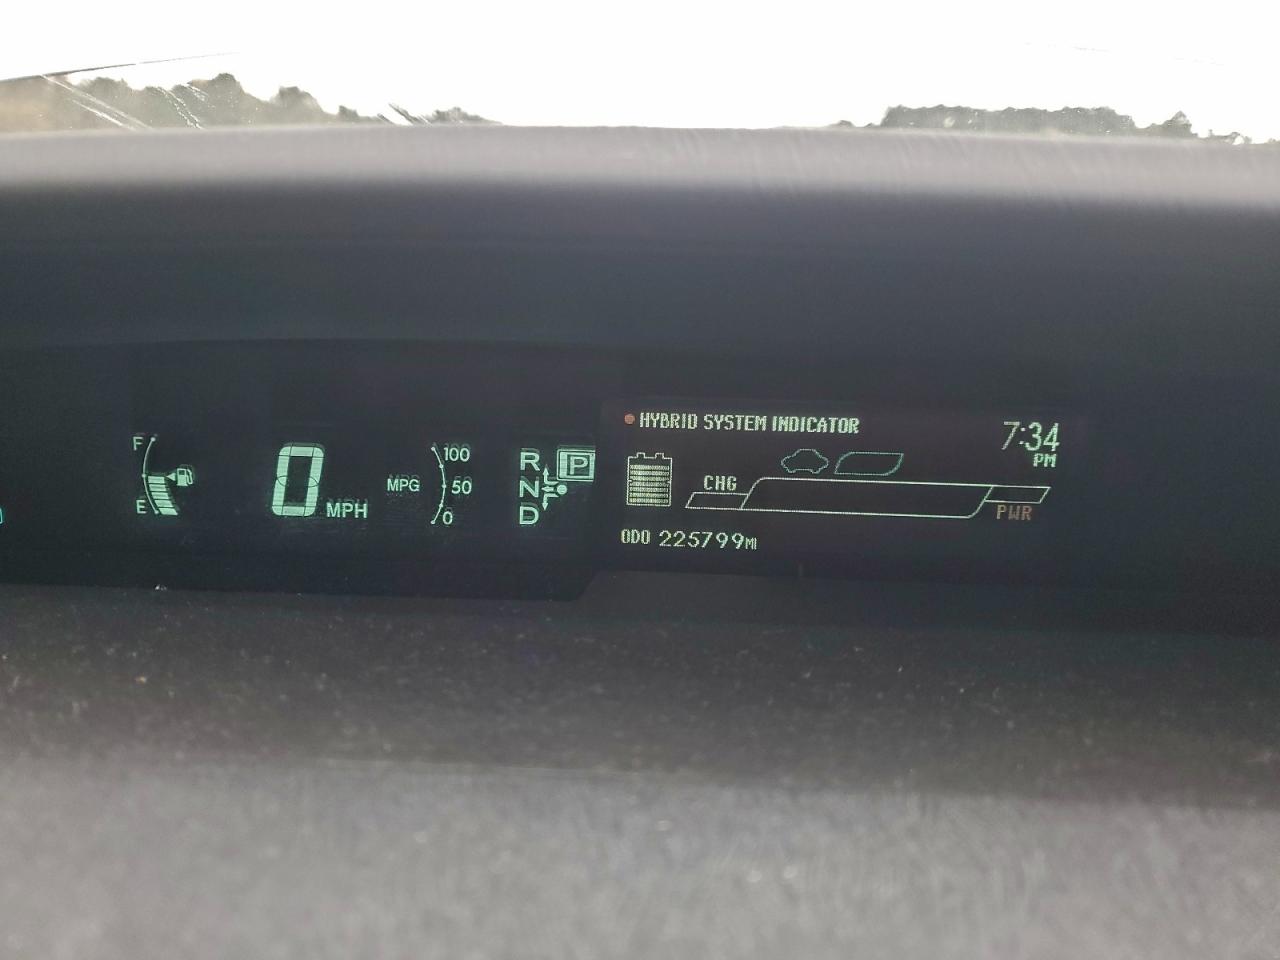 F
E
0 MPH
MPG
100
50
0
R
P
N
D
HYBRID SYSTEM INDICATOR
7:34
PM
CHG
PWR
ODO 225799MI